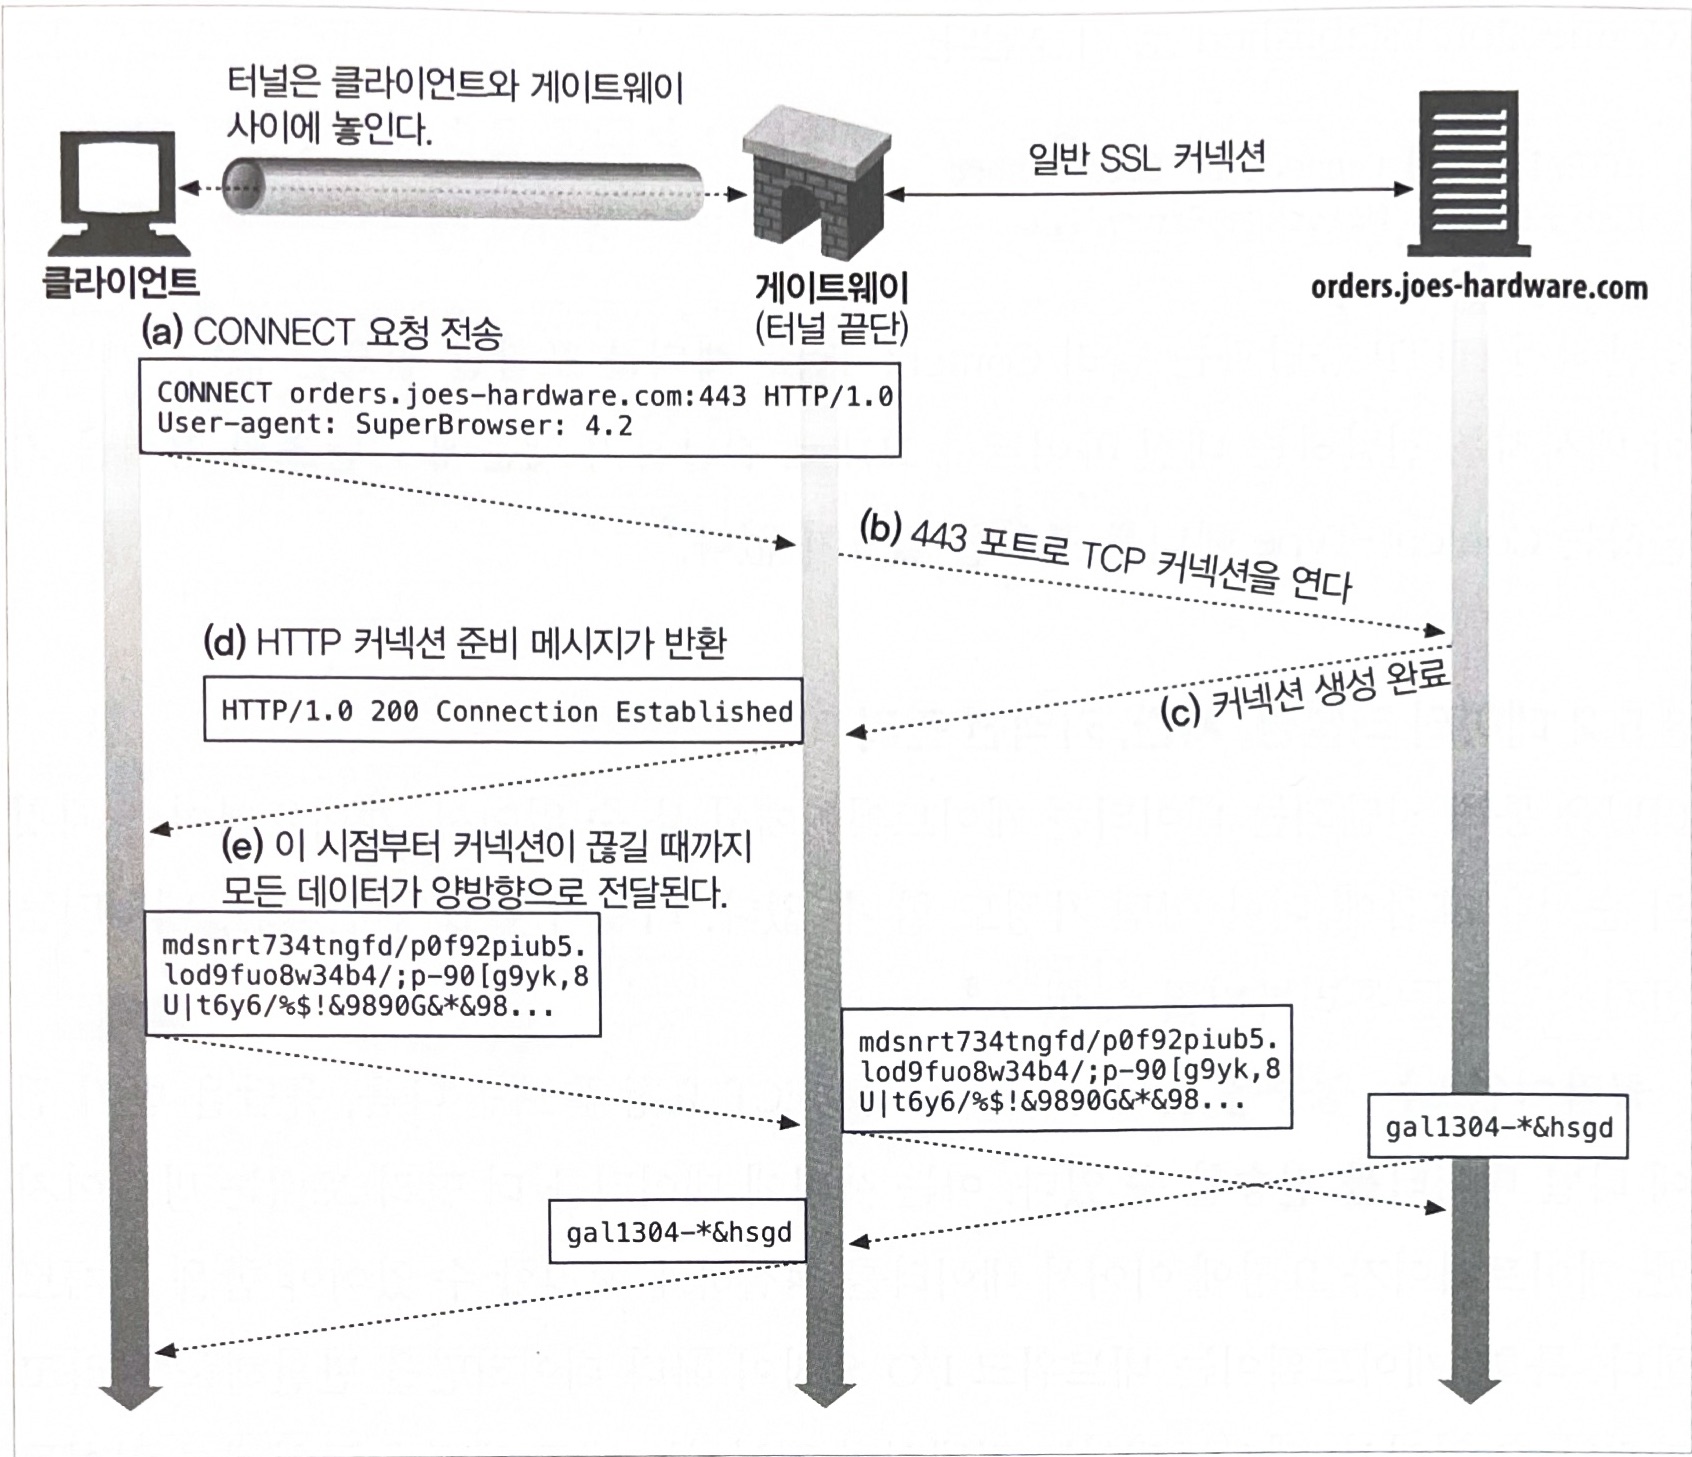 터널은 클라이언트와 게이트웨이
사이에 놓인다.
일반 SSL 커넥션
클라이언트
게이트웨이
(터널 끝단)
orders.joes-hardware.com
(a) CONNECT 요청 전송
CONNECT orders.joes-hardware.com:443 HTTP/1.0
User-agent: SuperBrowser: 4.2
(b) 443 포트로 TCP 커넥션을 연다
(c) 커넥션 생성 완료
(d) HTTP 커넥션 준비 메시지가 반환
HTTP/1.0 200 Connection Established
(e) 이 시점부터 커넥션이 끊길 때까지
모든 데이터가 양방향으로 전달된다.
mdsnrt734tngfd/p0f92piub5.
lod9fuo8w34b4/;p-90[g9yk,8
U|t6y6/%$!&9890G&*&98...
mdsnrt734tngfd/p0f92piub5.
lod9fuo8w34b4/;p-90[g9yk,8
U|t6y6/%$!&9890G&*&98...
gal1304-*&hsgd
gal1304-*&hsgd